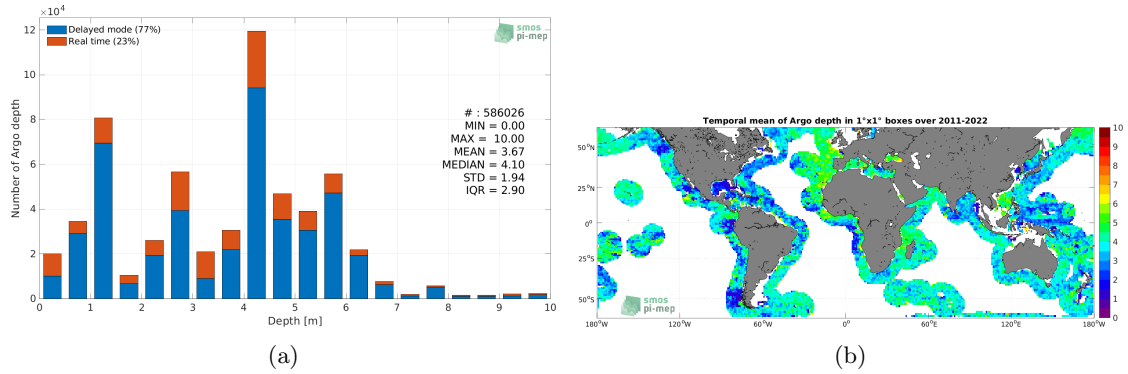 ×10⁴
12
10
8
6
4
2
0
Number of Argo depth
Delayed mode (77%)
Real time (23%)
smos
pi-mep
# : 586026
MIN = 0.00
MAX = 10.00
MEAN = 3.67
MEDIAN = 4.10
STD = 1.94
IQR = 2.90
0 1 2 3 4 5 6 7 8 9 10
Depth [m]
(a)
Temporal mean of Argo depth in 1°x1° boxes over 2011-2022
50°N
25°N
0°
25°S
50°S
smos
pi-mep
180°W 120°W 60°W 0° 60°E 120°E 180°W
10
9
8
7
6
5
4
3
2
1
0
(b)